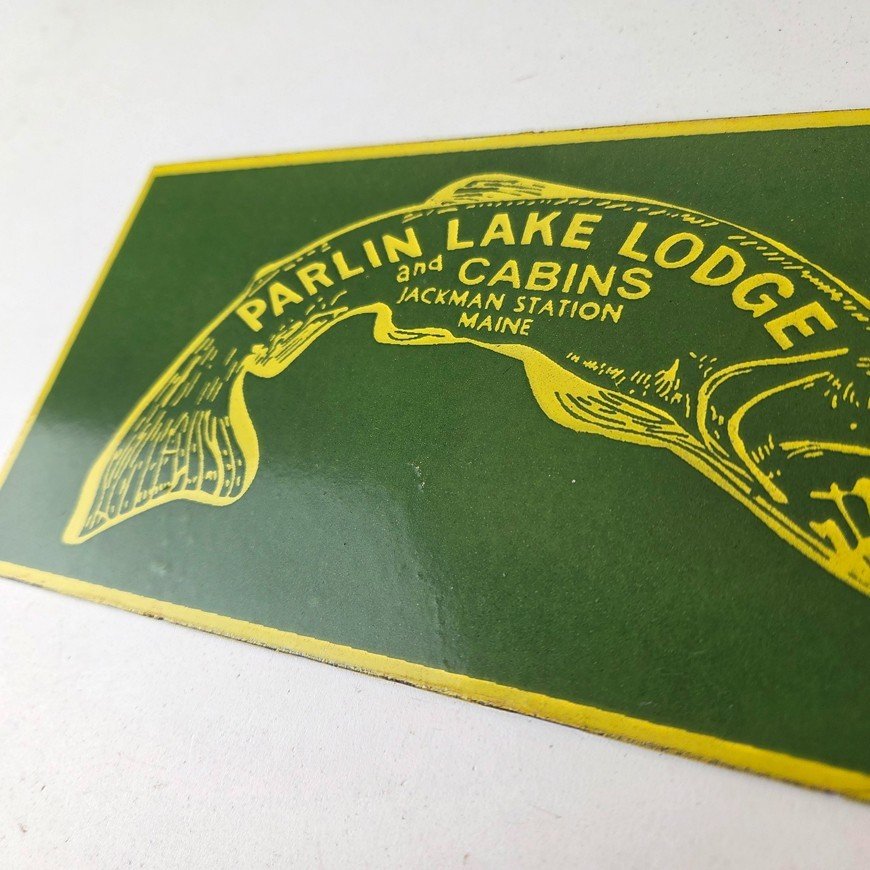 PARLIN LAKE LODGE
and CABINS
JACKMAN STATION
MAINE